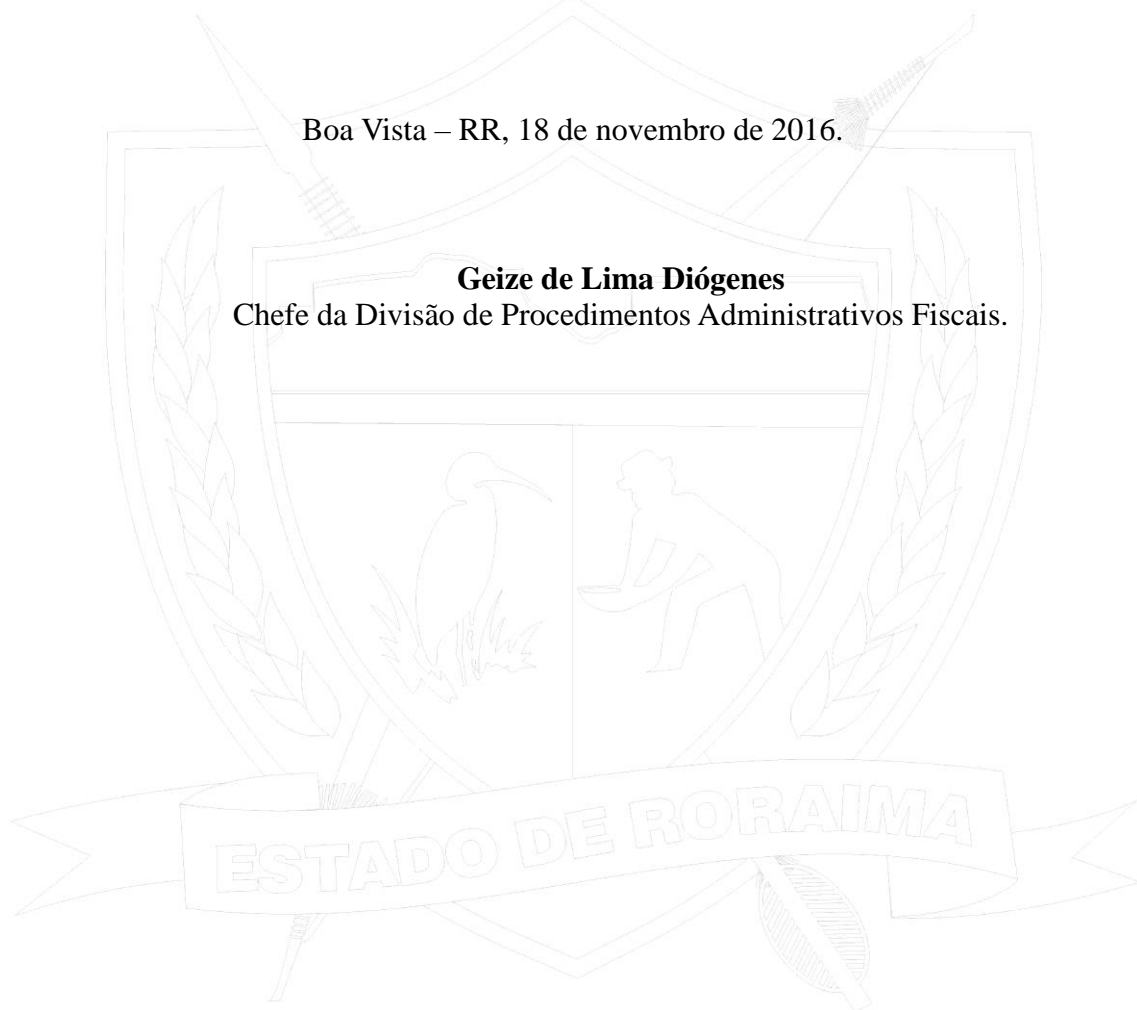 Boa Vista – RR, 18 de novembro de 2016.
Geize de Lima Diógenes
Chefe da Divisão de Procedimentos Administrativos Fiscais.
ESTADO DE RORAIMA